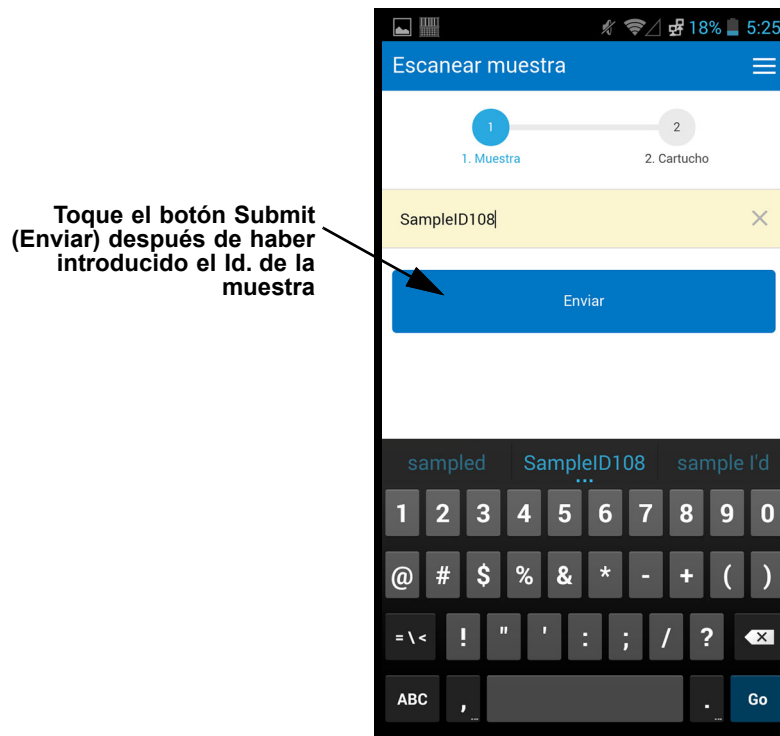 18% 5:25
Escanear muestra
1 2
1. Muestra 2. Cartucho
Toque el botón Submit
(Enviar) después de haber
introducido el Id. de la
muestra
SampleID108
Enviar
sampled SampleID108 sample I'd
1 2 3 4 5 6 7 8 9 0
@ # $ % & * - + ( )
= \ < ! " ' : ; / ?
ABC , . Go